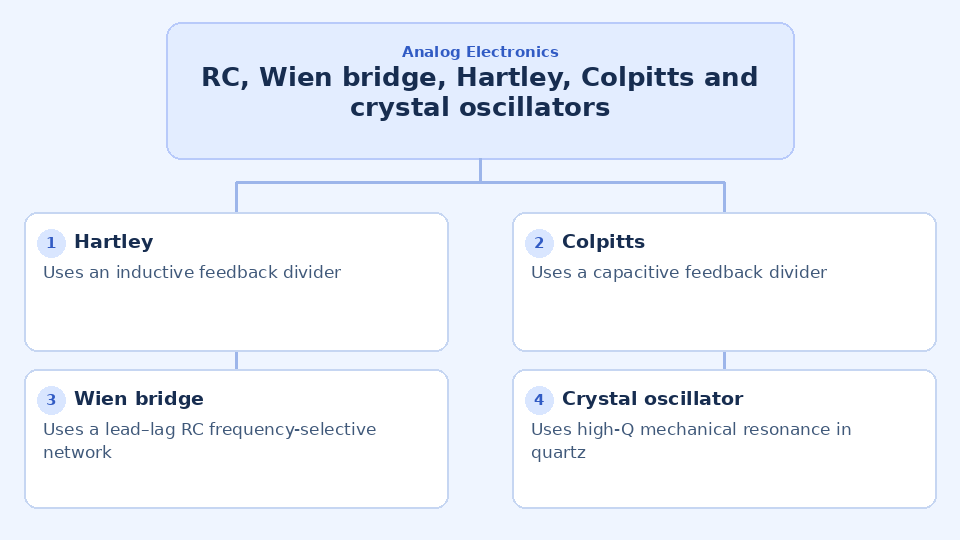 Analog Electronics
RC, Wien bridge, Hartley, Colpitts and
crystal oscillators
1 Hartley
Uses an inductive feedback divider
2 Colpitts
Uses a capacitive feedback divider
3 Wien bridge
Uses a lead–lag RC frequency-selective
network
4 Crystal oscillator
Uses high-Q mechanical resonance in
quartz